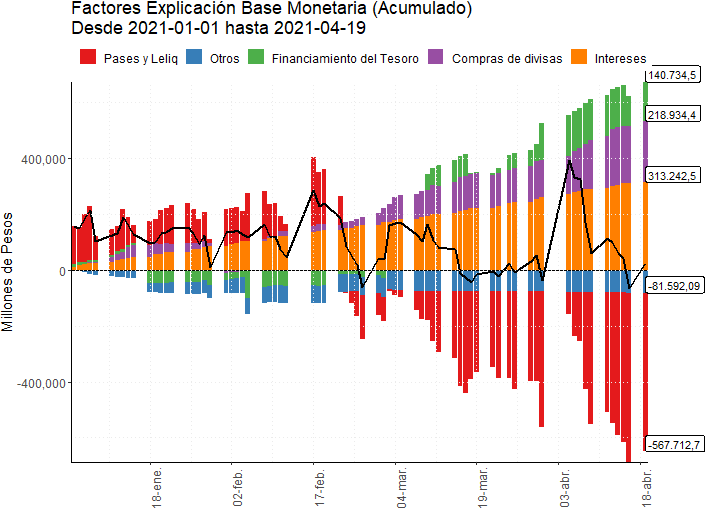 Factores Explicación Base Monetaria (Acumulado)
Desde 2021-01-01 hasta 2021-04-19
Pases y Leliq
Otros
Financiamiento del Tesoro
Compras de divisas
Intereses
Millones de Pesos
400,000
0
-400,000
140.734,5
218.934,4
313.242,5
-81.592,09
-567.712,7
18-ene.
02-feb.
17-feb.
04-mar.
19-mar.
03-abr.
18-abr.